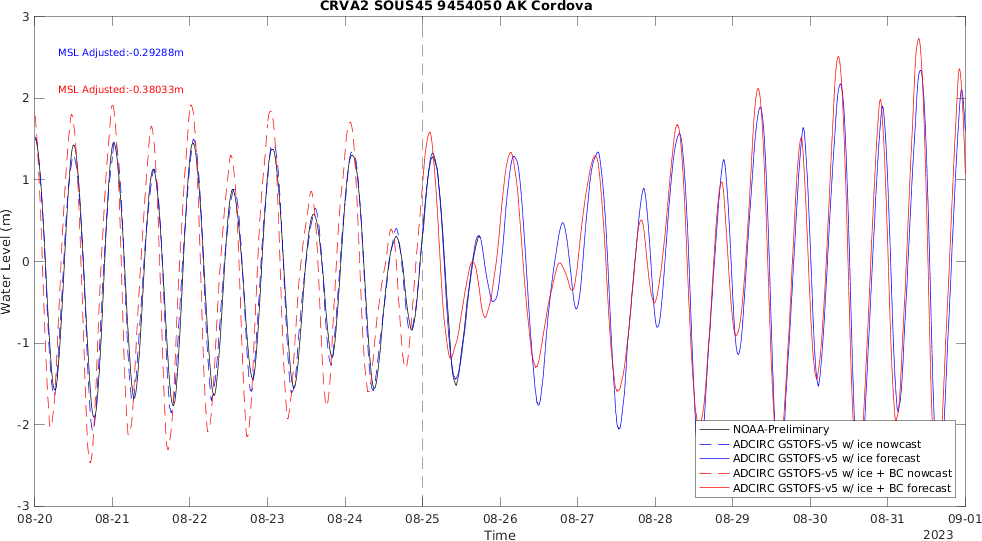 CRVA2 SOUS45 9454050 AK Cordova
MSL Adjusted:-0.29288m
MSL Adjusted:-0.38033m
Water Level (m)
3
2
1
0
-1
-2
-3
NOAA-Preliminary
ADCIRC GSTOFS-v5 w/ ice nowcast
ADCIRC GSTOFS-v5 w/ ice forecast
ADCIRC GSTOFS-v5 w/ ice + BC nowcast
ADCIRC GSTOFS-v5 w/ ice + BC forecast
08-20 08-21 08-22 08-23 08-24 08-25 08-26 08-27 08-28 08-29 08-30 08-31 09-01
Time
2023